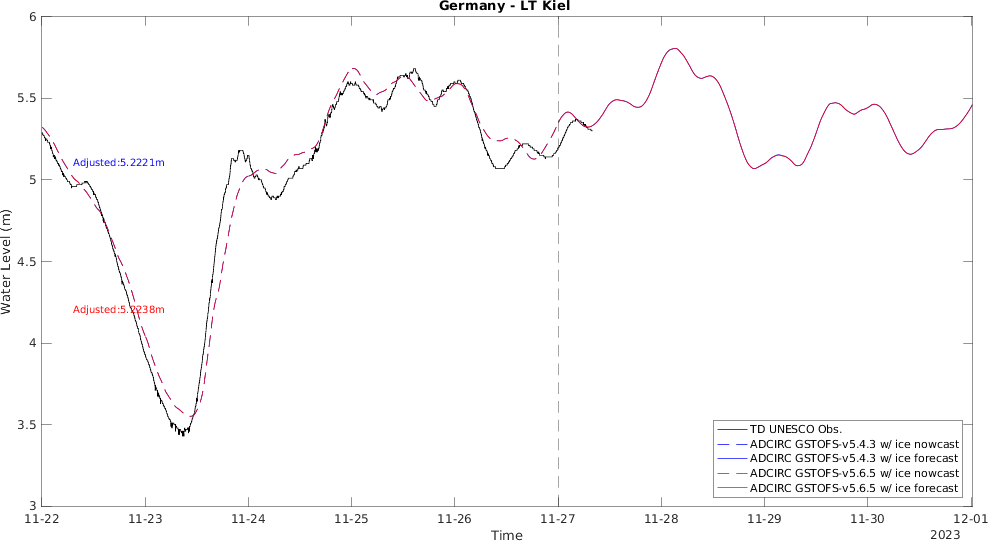 Germany - LT Kiel
6
5.5
5
4.5
4
3.5
3
Water Level (m)
Adjusted:5.2221m
Adjusted:5.2238m
TD UNESCO Obs.
ADCIRC GSTOFS-v5.4.3 w/ ice nowcast
ADCIRC GSTOFS-v5.4.3 w/ ice forecast
ADCIRC GSTOFS-v5.6.5 w/ ice nowcast
ADCIRC GSTOFS-v5.6.5 w/ ice forecast
11-22 11-23 11-24 11-25 11-26 11-27 11-28 11-29 11-30 12-01
Time
2023